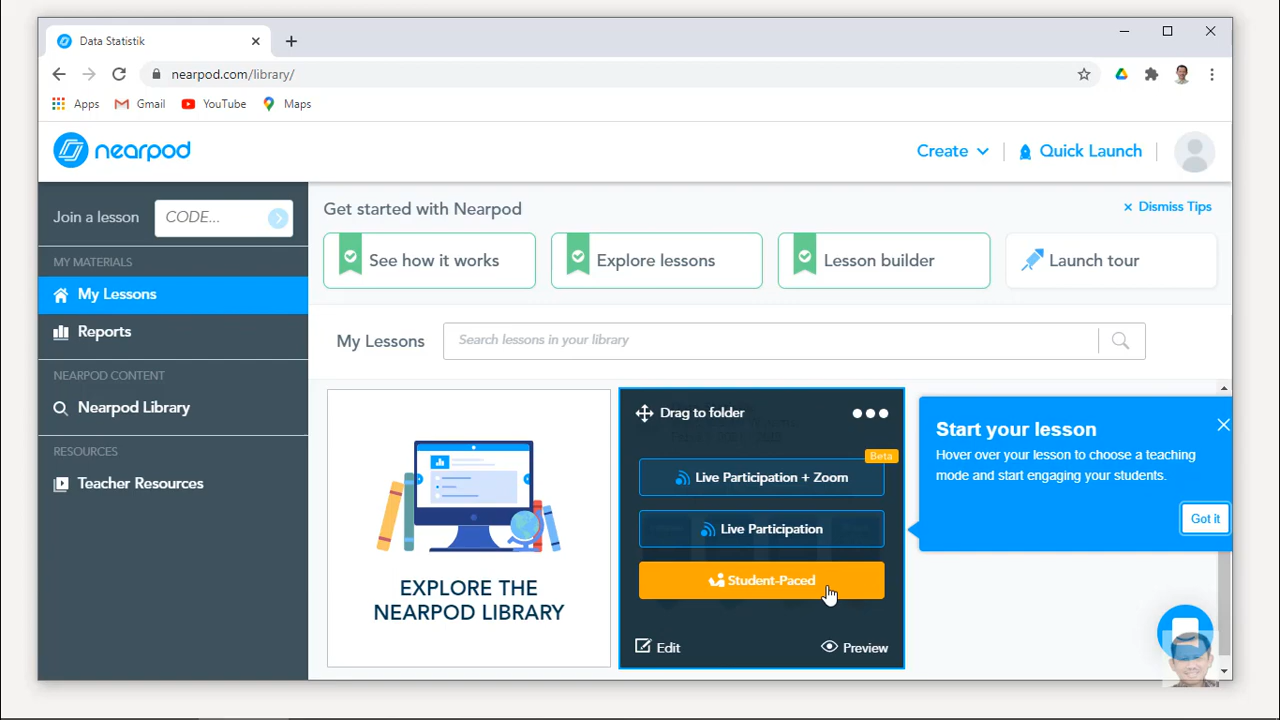 Data Statistik
nearpod.com/library/
Apps Gmail YouTube Maps
nearpod
Create Quick Launch
Join a lesson CODE...
MY MATERIALS
My Lessons
Reports
NEARPOD CONTENT
Nearpod Library
RESOURCES
Teacher Resources
Get started with Nearpod
Dismiss Tips
See how it works
Explore lessons
Lesson builder
Launch tour
My Lessons
Search lessons in your library
EXPLORE THE
NEARPOD LIBRARY
Drag to folder
Beta
Live Participation + Zoom
Live Participation
Student-Paced
Edit
Preview
Start your lesson
Hover over your lesson to choose a teaching
mode and start engaging your students.
Got it